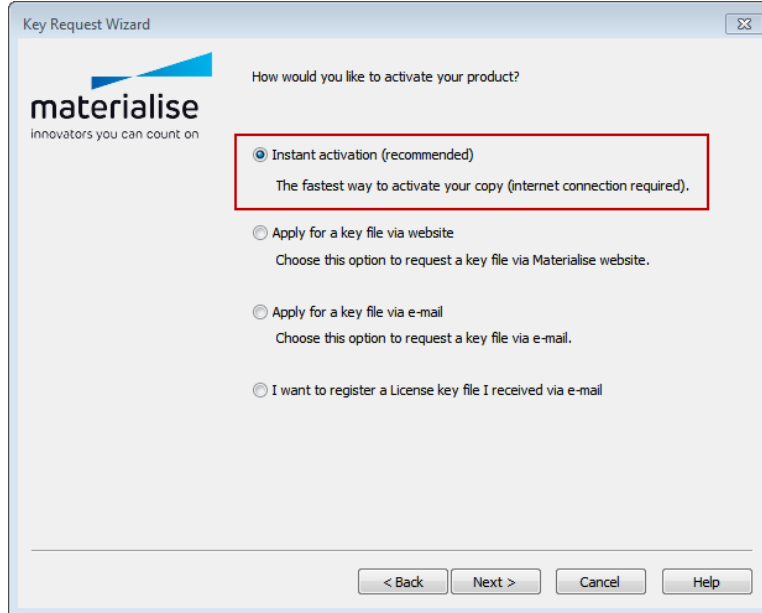 Key Request Wizard
materialise
innovators you can count on
How would you like to activate your product?
Instant activation (recommended)
The fastest way to activate your copy (internet connection required).
Apply for a key file via website
Choose this option to request a key file via Materialise website.
Apply for a key file via e-mail
Choose this option to request a key file via e-mail.
I want to register a License key file I received via e-mail
< Back Next > Cancel Help